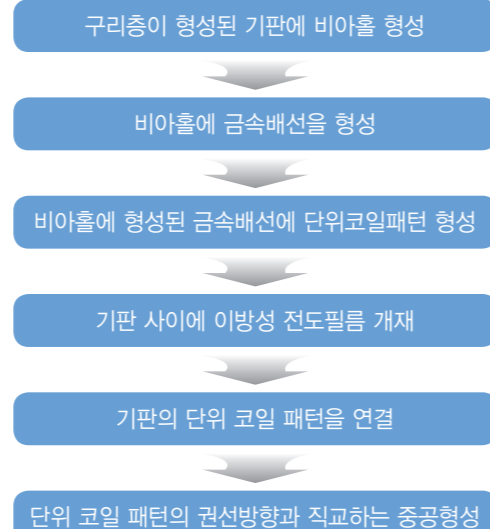 구리층이 형성된 기판에 비아홀 형성
비아홀에 금속배선을 형성
비아홀에 형성된 금속배선에 단위코일패턴 형성
기판 사이에 이방성 전도필름 개재
기판의 단위 코일 패턴을 연결
단위 코일 패턴의 권선방향과 직교하는 중공형성